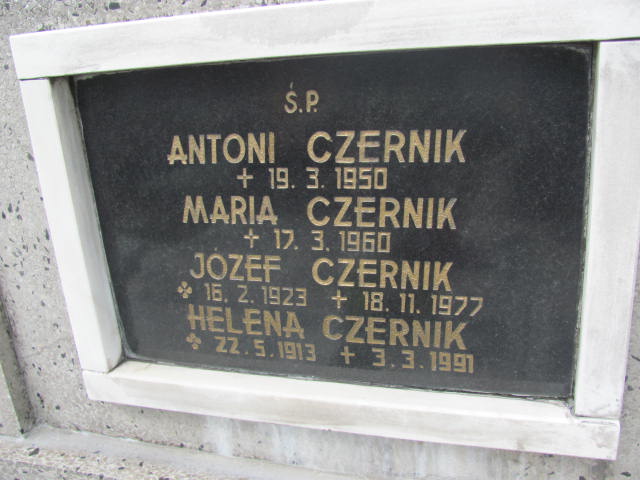 Ś.P.
ANTONI CZERNIK
+ 19. 3. 1950
MARIA CZERNIK
+ 17. 3. 1960
JÓZEF CZERNIK
16. 2. 1923 + 18. 11. 1977
HELENA CZERNIK
22. 5. 1913 + 3. 3. 1991